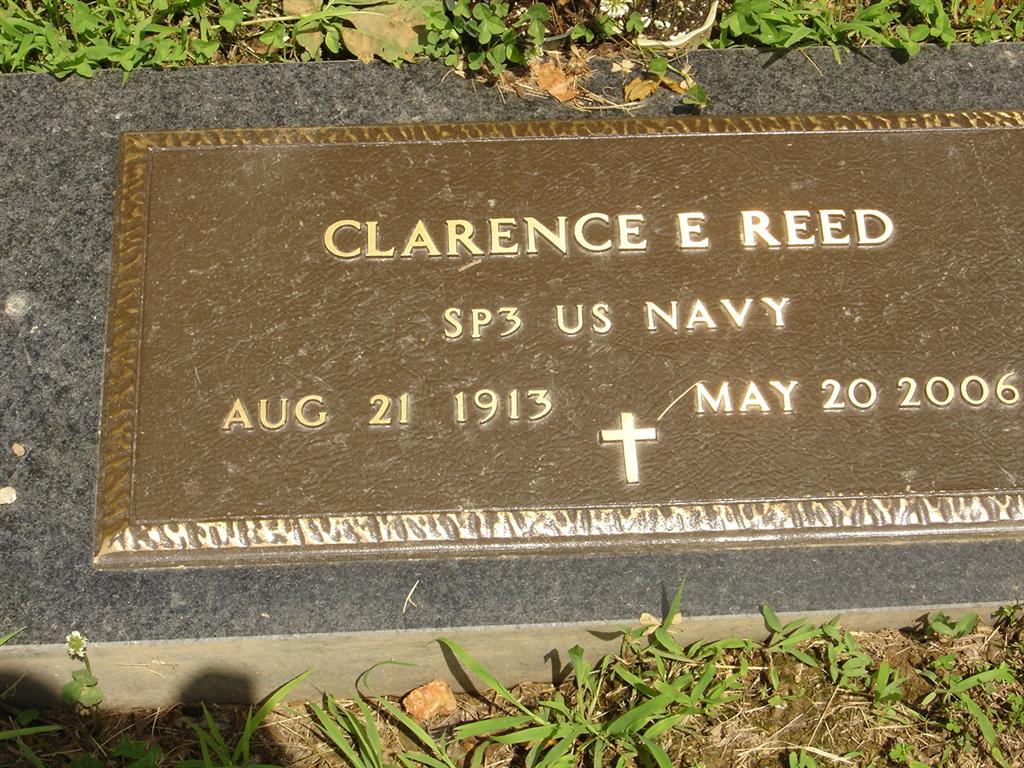 CLARENCE E REED
SP3 US NAVY
AUG 21 1913 MAY 20 2006